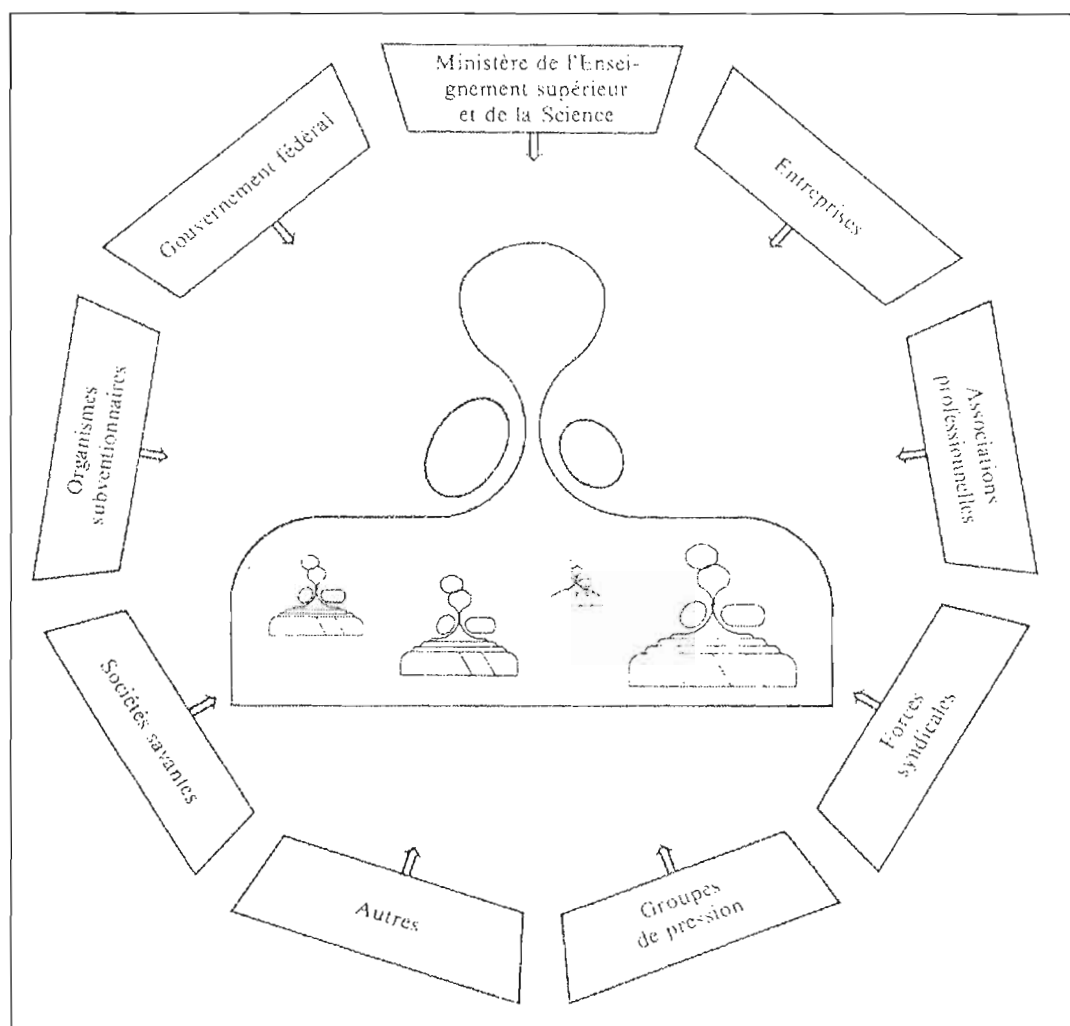 Ministère de l'Ensei-
gnement supérieur
et de la Science
Entreprises
Associations
professionnelles
Forces
syndicales
Groupes
de pression
Autres
Sociétés savantes
Organismes
subventionnaires
Gouvernement fédéral